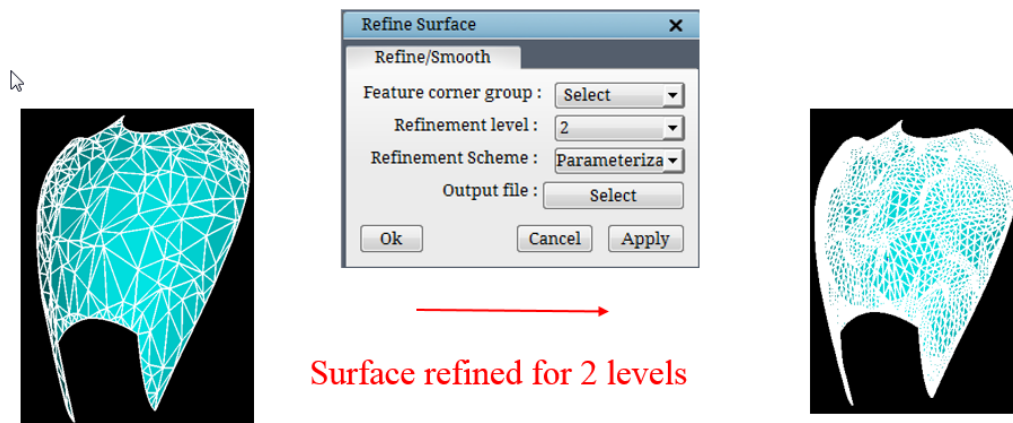 Refine Surface
Refine/Smooth
Feature corner group : Select
Refinement level : 2
Refinement Scheme : Parameteriza
Output file : Select
Ok Cancel Apply
Surface refined for 2 levels